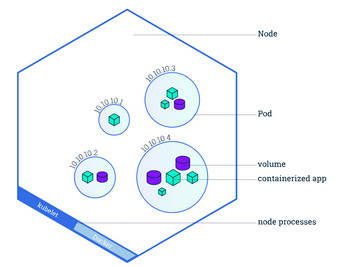 Node
10.10.10.3
10.10.10.1
Pod
10.10.10.4
10.10.10.2
volume
containerized app
kubelet
node processes
Docker